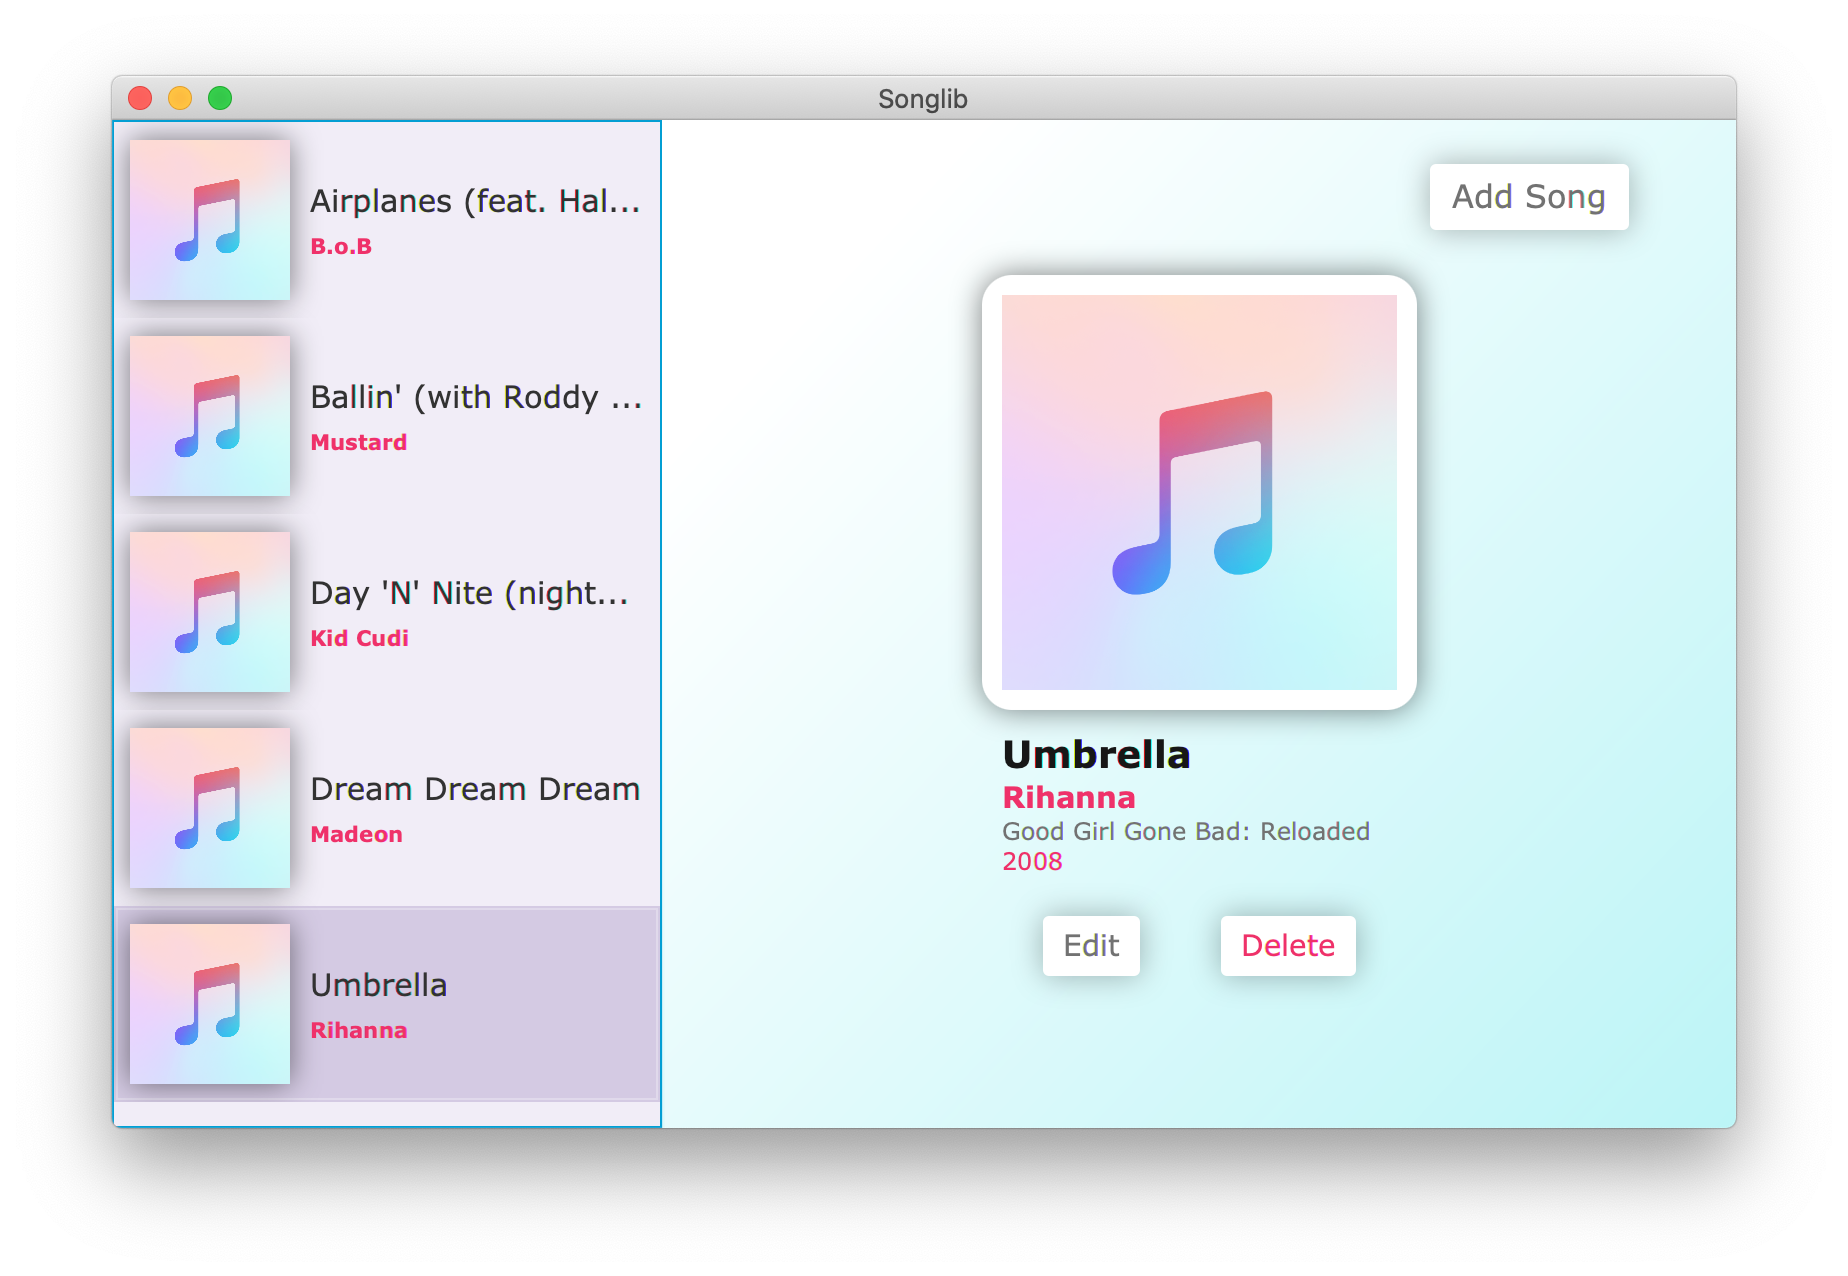 Songlib
Airplanes (feat. Hal...
B.o.B
Ballin' (with Roddy ...
Mustard
Day 'N' Nite (night...
Kid Cudi
Dream Dream Dream
Madeon
Umbrella
Rihanna
Add Song
Umbrella
Rihanna
Good Girl Gone Bad: Reloaded
2008
Edit
Delete